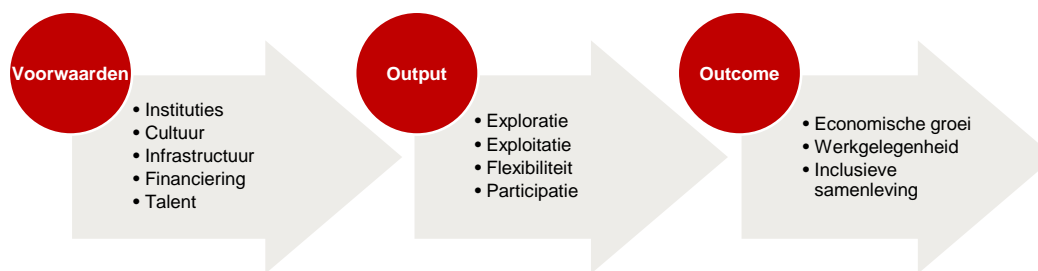 Voorwaarden
• Instituties
• Cultuur
• Infrastructuur
• Financiering
• Talent
Output
• Exploratie
• Exploitatie
• Flexibiliteit
• Participatie
Outcome
• Economische groei
• Werkgelegenheid
• Inclusieve
samenleving